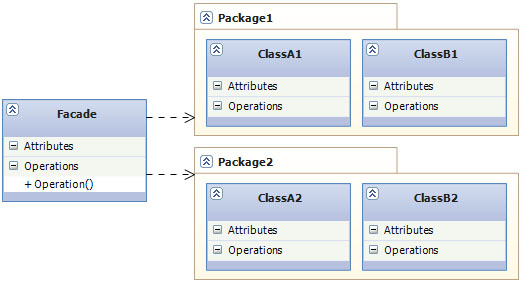 Package1
ClassA1
Attributes
Operations
ClassB1
Attributes
Operations
Facade
Attributes
Operations
+ Operation()
Package2
ClassA2
Attributes
Operations
ClassB2
Attributes
Operations